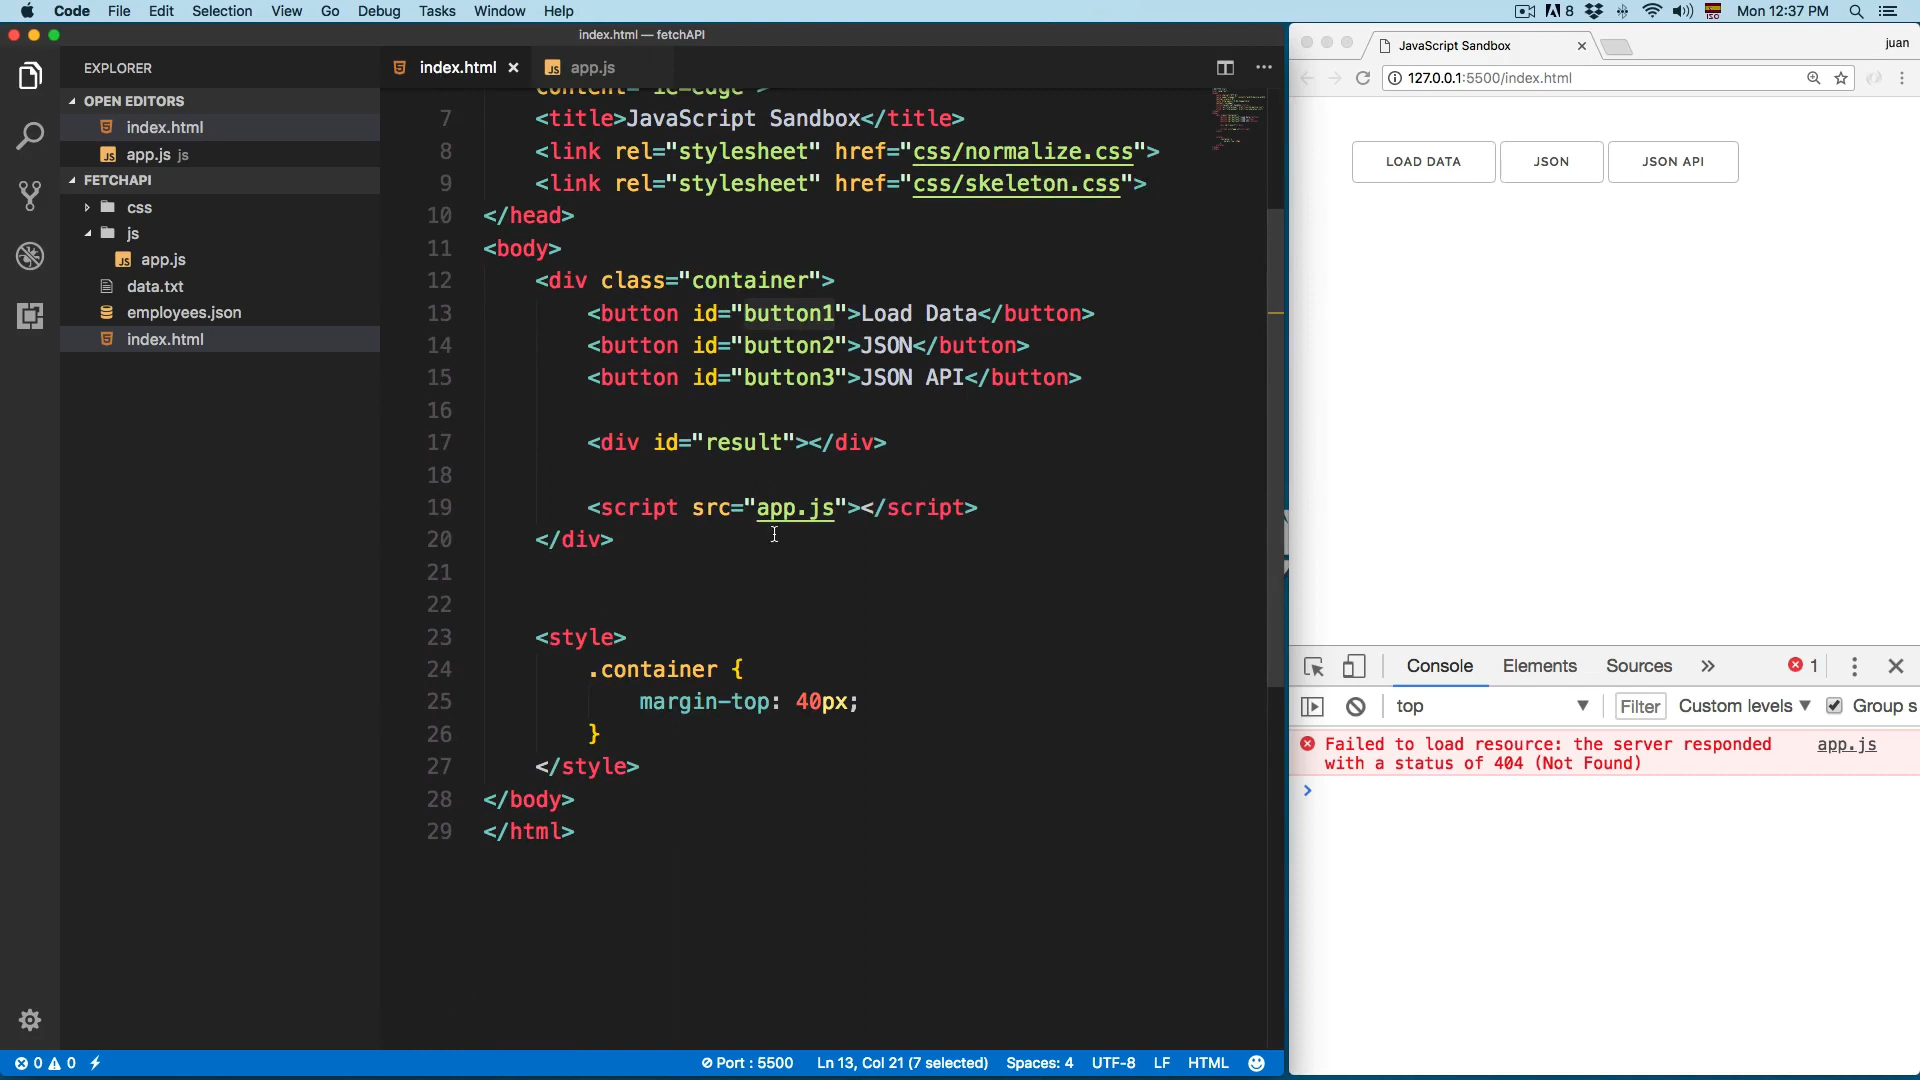 Code File Edit Selection View Go Debug Tasks Window Help
8 ISO Mon 12:37 PM
index.html — fetchAPI
EXPLORER
OPEN EDITORS
index.html
app.js js
FETCHAPI
css
js
app.js
data.txt
employees.json
index.html
index.html
app.js
7 <title>JavaScript Sandbox</title>
8 <link rel="stylesheet" href="css/normalize.css">
9 <link rel="stylesheet" href="css/skeleton.css">
10 </head>
11 <body>
12 <div class="container">
13 <button id="button1">Load Data</button>
14 <button id="button2">JSON</button>
15 <button id="button3">JSON API</button>
16
17 <div id="result"></div>
18
19 <script src="app.js"></script>
20 </div>
21
22
23 <style>
24 .container {
25 margin-top: 40px;
26 }
27 </style>
28 </body>
29 </html>
0 0 Port : 5500 Ln 13, Col 21 (7 selected) Spaces: 4 UTF-8 LF HTML
JavaScript Sandbox
juan
127.0.0.1:5500/index.html
LOAD DATA JSON JSON API
Console Elements Sources » 1
top Filter Custom levels Group s
Failed to load resource: the server responded app.js
with a status of 404 (Not Found)